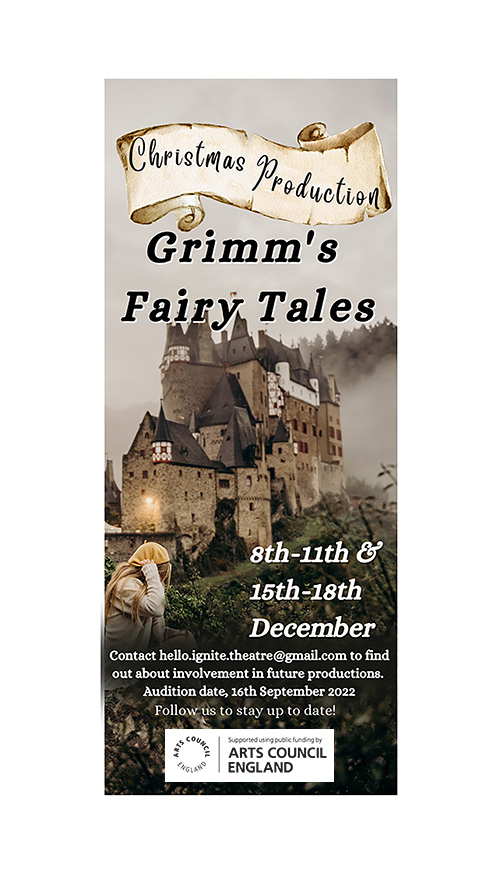 Christmas Production
Grimm's
Fairy Tales
8th-11th &
15th-18th
December
Contact hello.ignite.theatre@gmail.com to find
out about involvement in future productions.
Audition date, 16th September 2022
Follow us to stay up to date!
ARTS COUNCIL
ENGLAND
Supported using public funding by
ARTS COUNCIL
ENGLAND